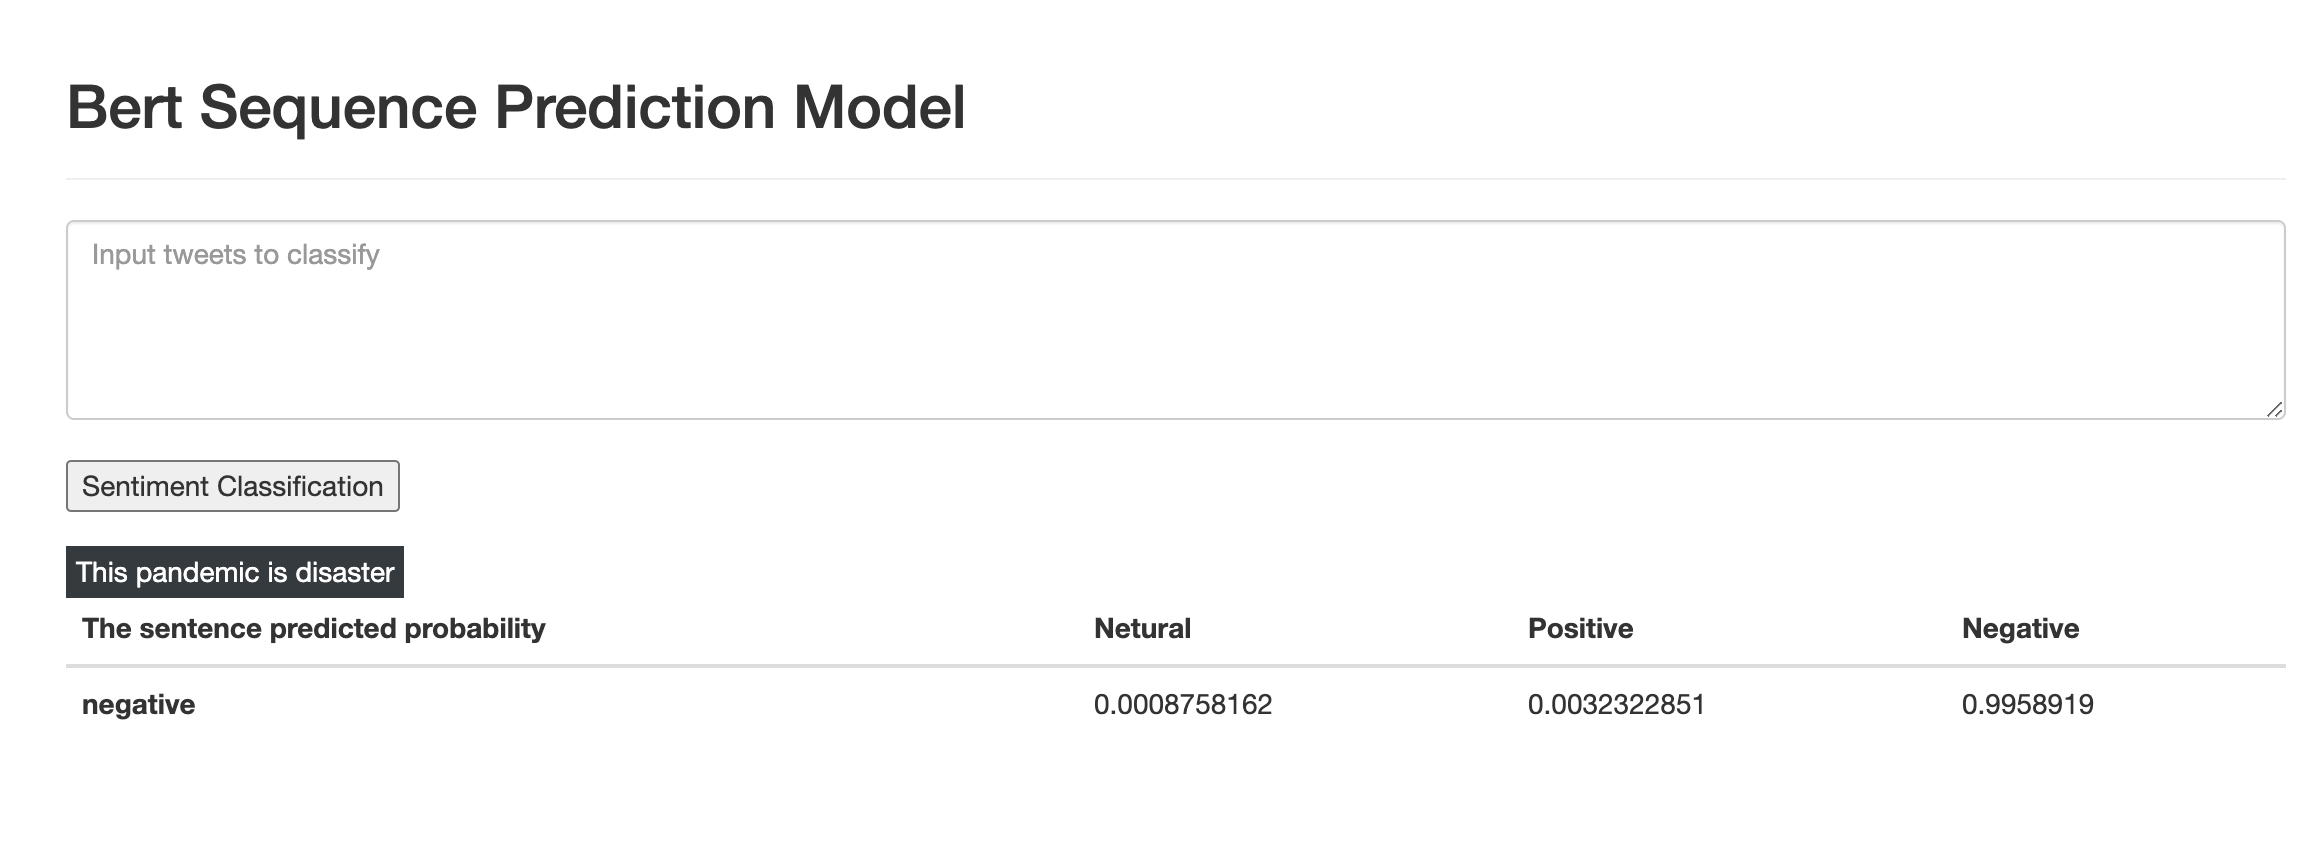 Bert Sequence Prediction Model
Input tweets to classify
Sentiment Classification
This pandemic is disaster
The sentence predicted probability Netural Positive Negative
negative 0.0008758162 0.0032322851 0.9958919